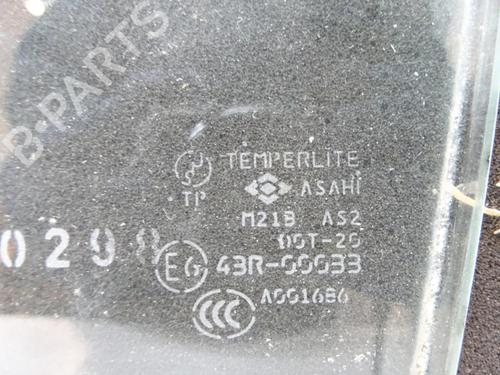 B-PARTS
TEMPERLITE
TP ASAHI
M21B AS2
DOT-20
0298
E6 43R-00033
CCC A001686